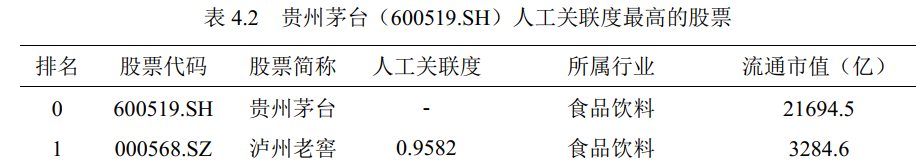 表 4.2 贵州茅台（600519.SH）人工关联度最高的股票
排名 股票代码 股票简称 人工关联度 所属行业 流通市值（亿）
0 600519.SH 贵州茅台 - 食品饮料 21694.5
1 000568.SZ 泸州老窖 0.9582 食品饮料 3284.6